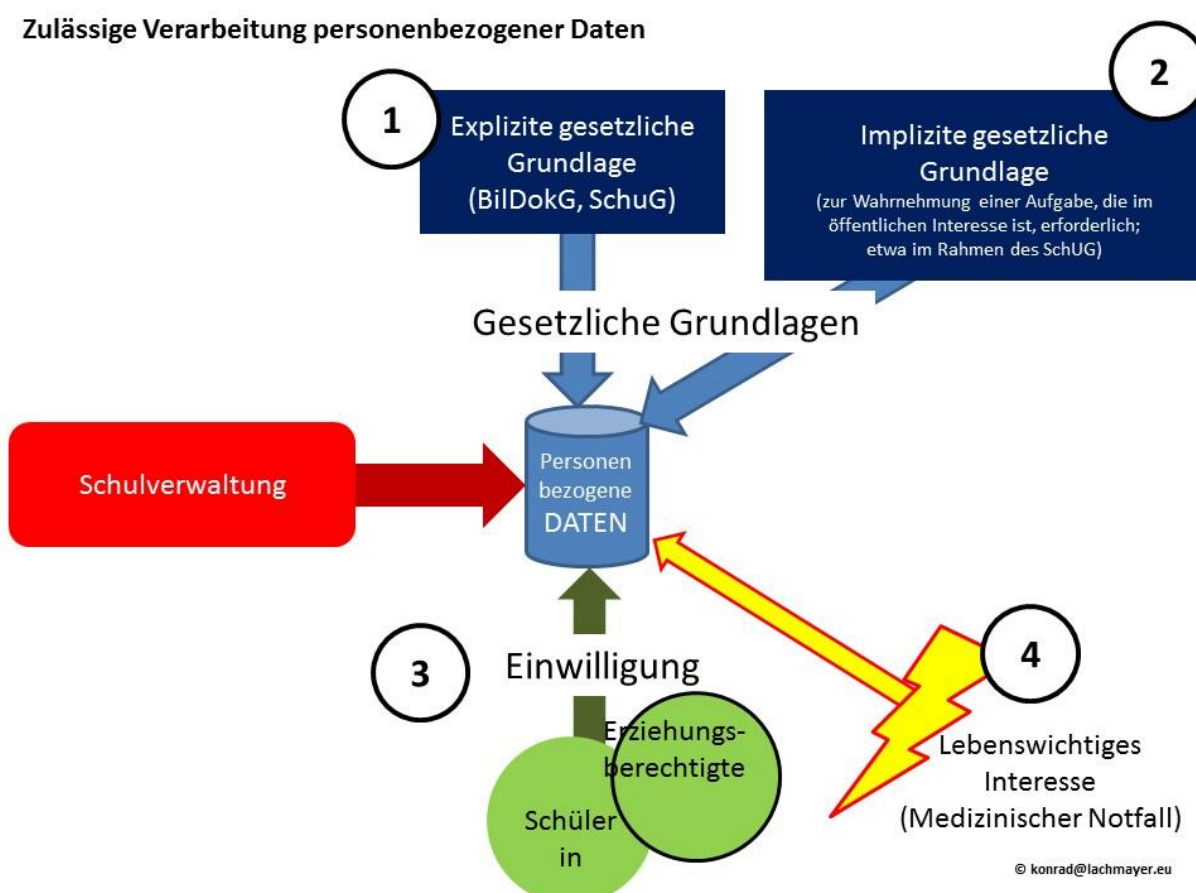 Zulässige Verarbeitung personenbezogener Daten
1
Explizite gesetzliche
Grundlage
(BilDokG, SchuG)
2
Implizite gesetzliche
Grundlage
(zur Wahrnehmung einer Aufgabe, die im
öffentlichen Interesse ist, erforderlich;
etwa im Rahmen des SchUG)
Gesetzliche Grundlagen
Schulverwaltung
Personen
bezogene
DATEN
3
Einwilligung
Erziehungs-
berechtigte
Schüler
in
4
Lebenswichtiges
Interesse
(Medizinischer Notfall)
© konrad@lachmayer.eu